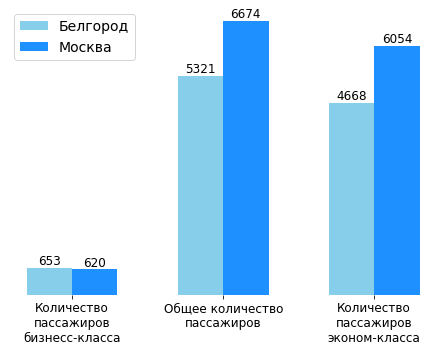 Белгород
Москва
6674
5321
6054
4668
653
620
Количество
пассажиров
бизнесс-класса
Общее количество
пассажиров
Количество
пассажиров
эконом-класса